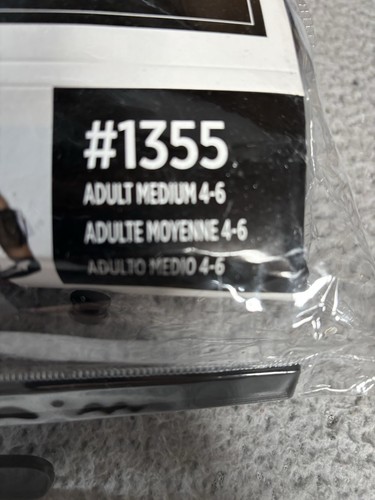 #1355
ADULT MEDIUM 4-6
ADULTE MOYENNE 4-6
ADULTO MEDIO 4-6